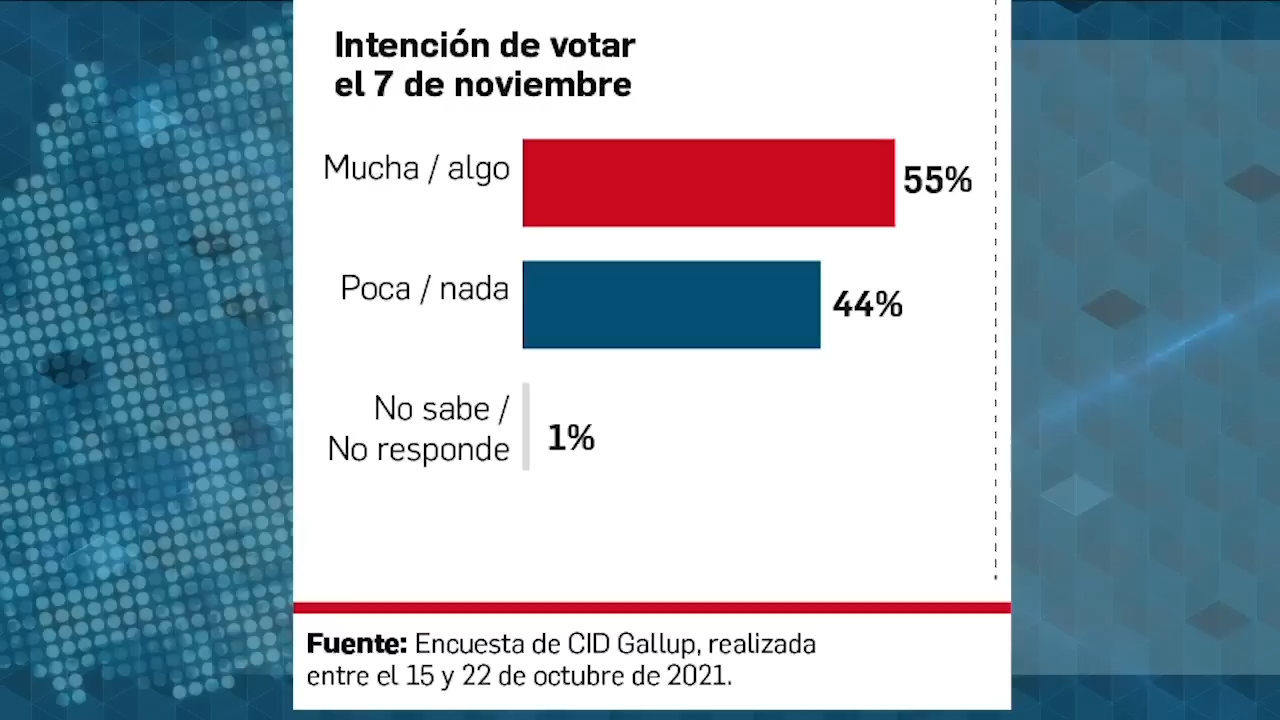 Intención de votar
el 7 de noviembre
Mucha / algo
55%
Poca / nada
44%
No sabe /
No responde
1%
Fuente: Encuesta de CID Gallup, realizada
entre el 15 y 22 de octubre de 2021.